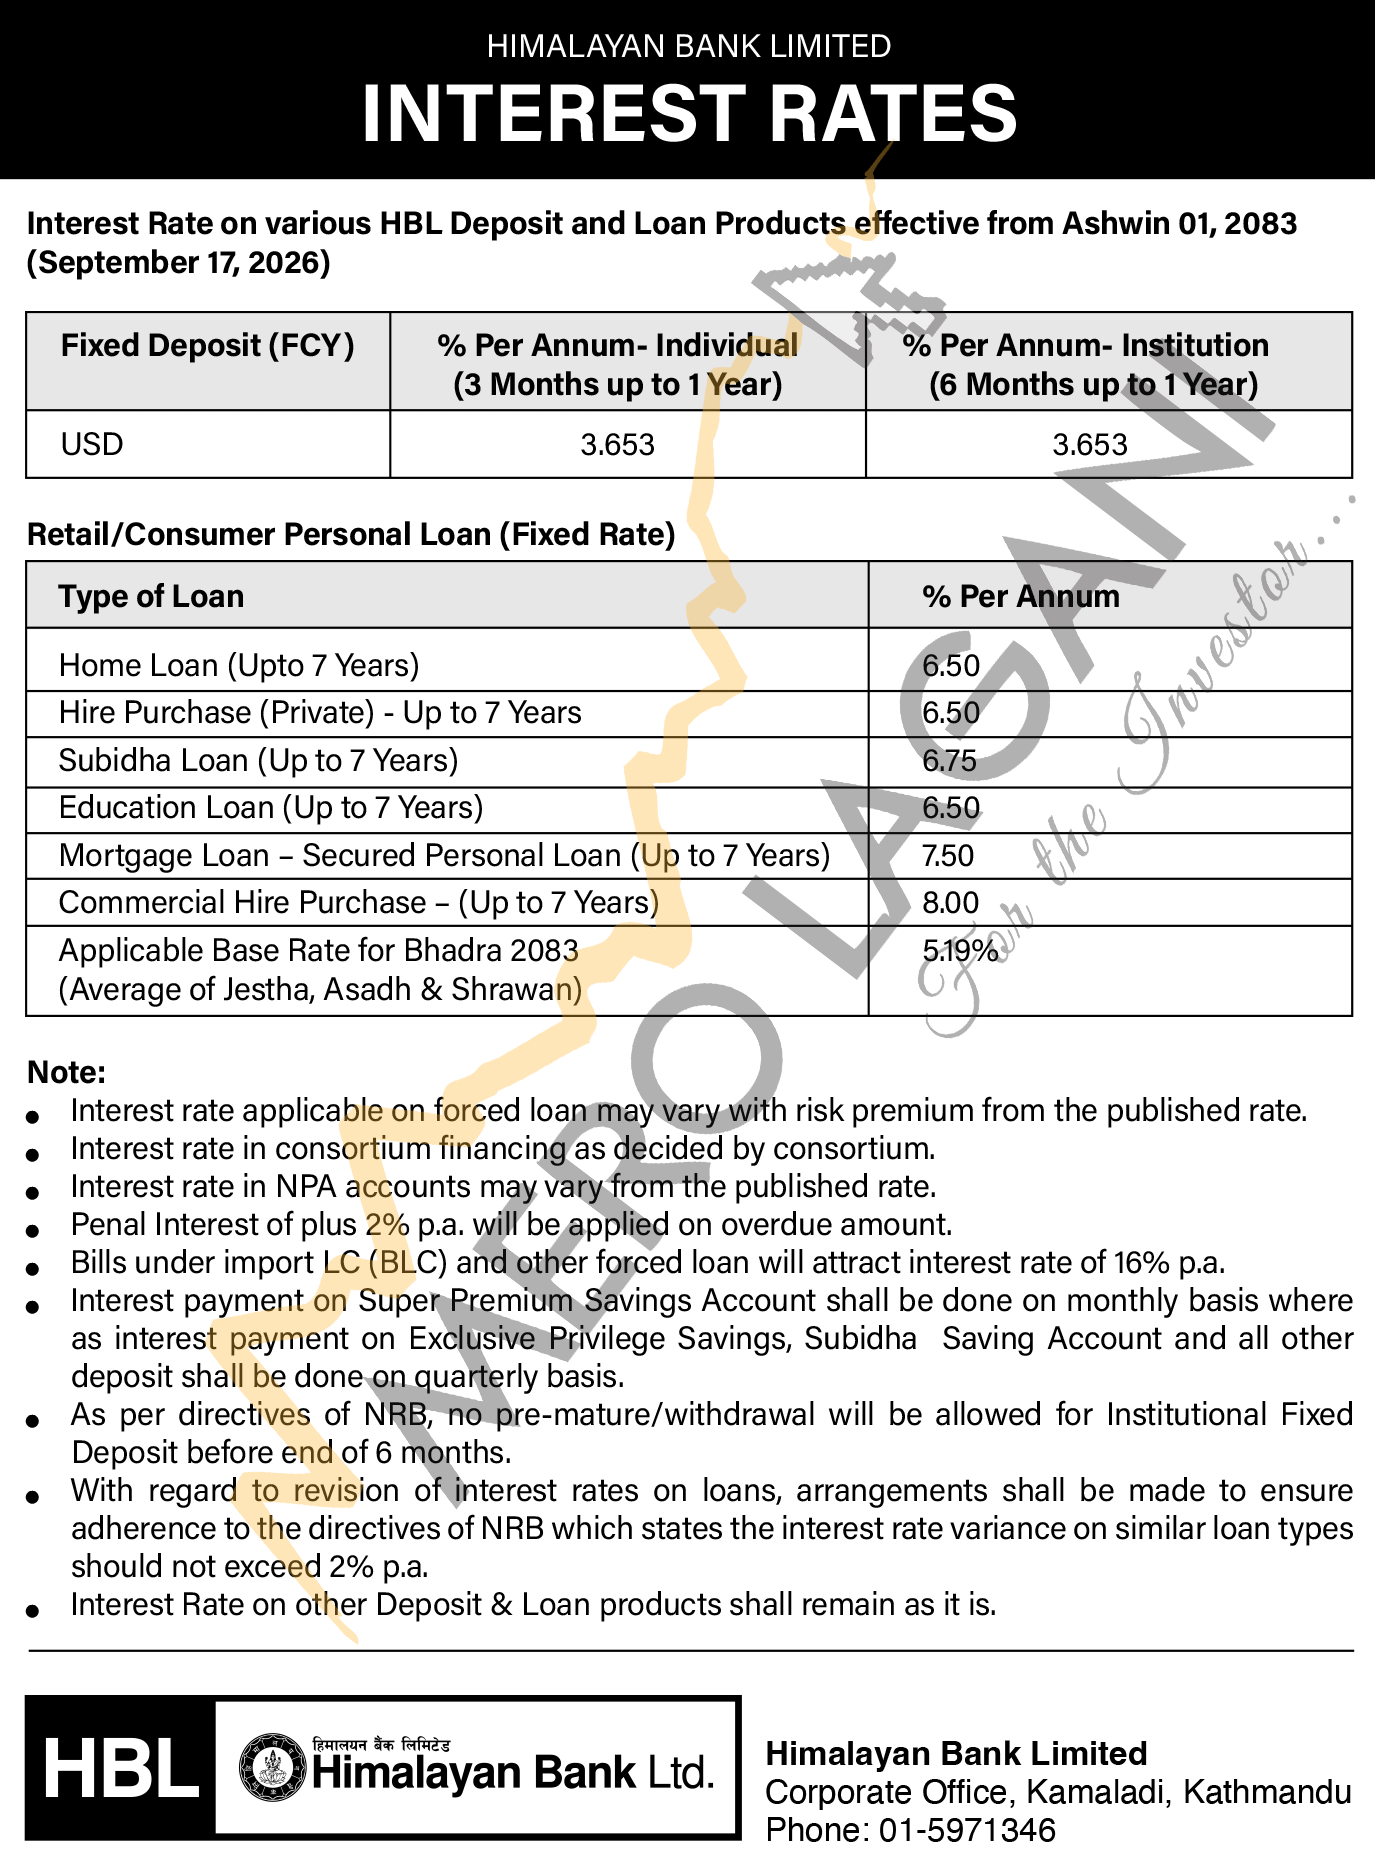 HIMALAYAN BANK LIMITED
INTEREST RATES
Interest Rate on various HBL Deposit and Loan Products effective from Ashwin 01, 2083
(September 17, 2026)
Fixed Deposit (FCY)
% Per Annum- Individual
(3 Months up to 1 Year)
% Per Annum- Institution
(6 Months up to 1 Year)
USD 3.653 3.653
Retail/Consumer Personal Loan (Fixed Rate)
Type of Loan % Per Annum
Home Loan (Upto 7 Years) 6.50
Hire Purchase (Private) - Up to 7 Years 6.50
Subidha Loan (Up to 7 Years) 6.75
Education Loan (Up to 7 Years) 6.50
Mortgage Loan – Secured Personal Loan (Up to 7 Years) 7.50
Commercial Hire Purchase – (Up to 7 Years) 8.00
Applicable Base Rate for Bhadra 2083 5.19%
(Average of Jestha, Asadh & Shrawan)
Note:
● Interest rate applicable on forced loan may vary with risk premium from the published rate.
● Interest rate in consortium financing as decided by consortium.
● Interest rate in NPA accounts may vary from the published rate.
● Penal Interest of plus 2% p.a. will be applied on overdue amount.
● Bills under import LC (BLC) and other forced loan will attract interest rate of 16% p.a.
● Interest payment on Super Premium Savings Account shall be done on monthly basis where
as interest payment on Exclusive Privilege Savings, Subidha Saving Account and all other
deposit shall be done on quarterly basis.
● As per directives of NRB, no pre-mature/withdrawal will be allowed for Institutional Fixed
Deposit before end of 6 months.
● With regard to revision of interest rates on loans, arrangements shall be made to ensure
adherence to the directives of NRB which states the interest rate variance on similar loan types
should not exceed 2% p.a.
● Interest Rate on other Deposit & Loan products shall remain as it is.
MERO LAGANI
For the Investor...
HBL
हिमालयन बैंक लिमिटेड
Himalayan Bank Ltd.
Himalayan Bank Limited
Corporate Office, Kamaladi, Kathmandu
Phone: 01-5971346